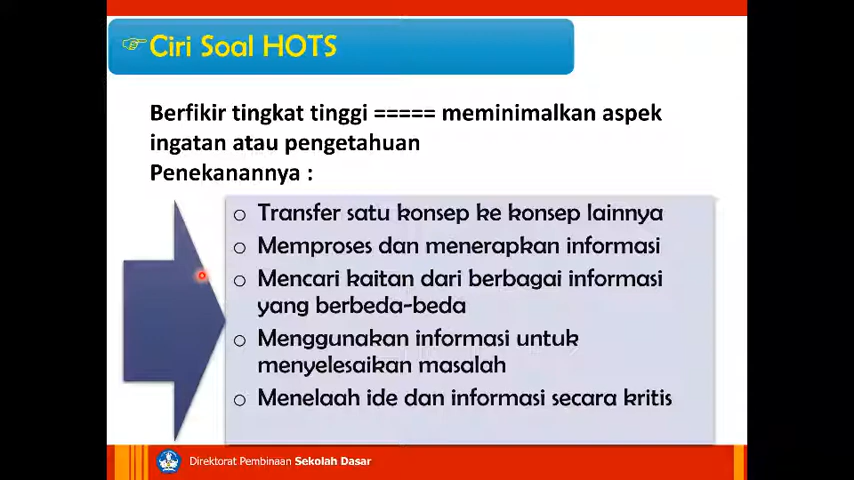 Ciri Soal HOTS
Berfikir tingkat tinggi ===== meminimalkan aspek
ingatan atau pengetahuan
Penekanannya :
o Transfer satu konsep ke konsep lainnya
o Memproses dan menerapkan informasi
o Mencari kaitan dari berbagai informasi
yang berbeda-beda
o Menggunakan informasi untuk
menyelesaikan masalah
o Menelaah ide dan informasi secara kritis
Direktorat Pembinaan Sekolah Dasar